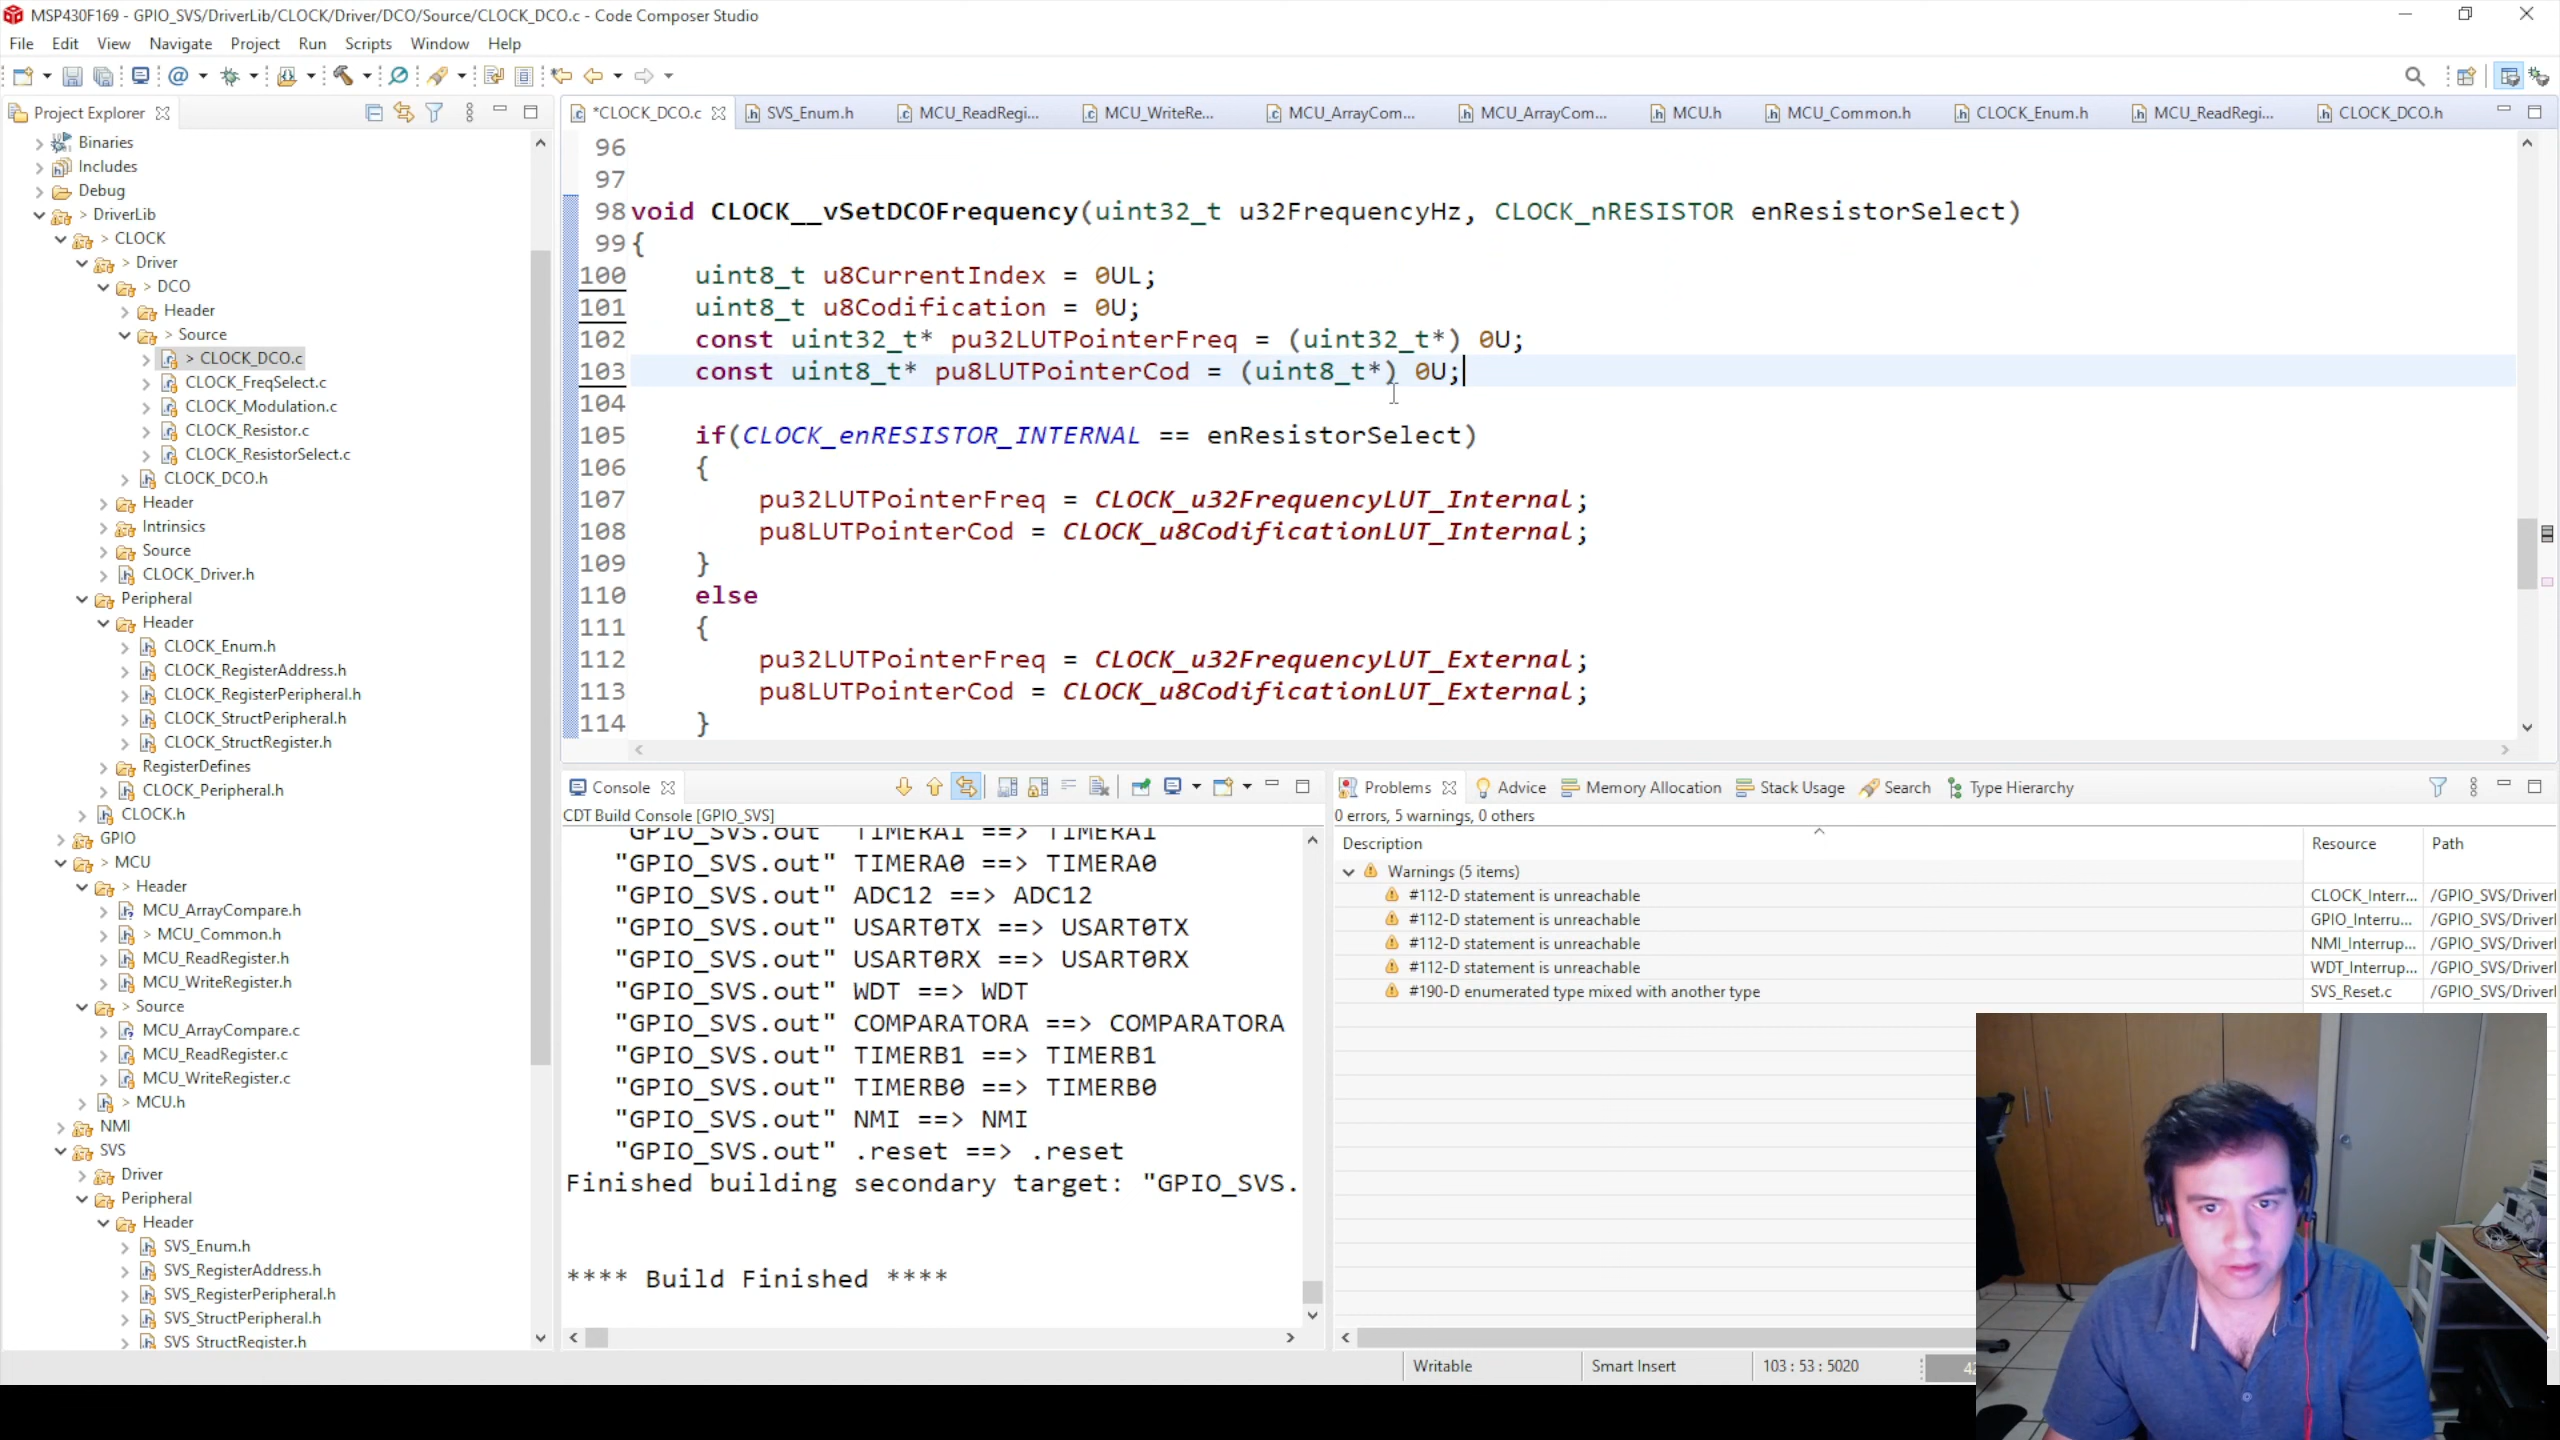 MSP430F169 - GPIO_SVS/DriverLib/CLOCK/Driver/DCO/Source/CLOCK_DCO.c - Code Composer Studio
File Edit View Navigate Project Run Scripts Window Help
Project Explorer
Binaries
Includes
Debug
> DriverLib
> CLOCK
> Driver
> DCO
Header
> Source
> CLOCK_DCO.c
CLOCK_FreqSelect.c
CLOCK_Modulation.c
CLOCK_Resistor.c
CLOCK_ResistorSelect.c
CLOCK_DCO.h
Header
Intrinsics
Source
CLOCK_Driver.h
Peripheral
Header
CLOCK_Enum.h
CLOCK_RegisterAddress.h
CLOCK_RegisterPeripheral.h
CLOCK_StructPeripheral.h
CLOCK_StructRegister.h
RegisterDefines
CLOCK_Peripheral.h
CLOCK.h
GPIO
> MCU
> Header
MCU_ArrayCompare.h
> MCU_Common.h
MCU_ReadRegister.h
MCU_WriteRegister.h
> Source
MCU_ArrayCompare.c
MCU_ReadRegister.c
MCU_WriteRegister.c
> MCU.h
NMI
SVS
Driver
Peripheral
Header
SVS_Enum.h
SVS_RegisterAddress.h
SVS_RegisterPeripheral.h
SVS_StructPeripheral.h
SVS_StructRegister.h
*CLOCK_DCO.c SVS_Enum.h MCU_ReadRegi... MCU_WriteRe... MCU_ArrayCom... MCU_ArrayCom... MCU.h MCU_Common.h CLOCK_Enum.h MCU_ReadRegi... CLOCK_DCO.h
96
97
98 void CLOCK__vSetDCOFrequency(uint32_t u32FrequencyHz, CLOCK_nRESISTOR enResistorSelect)
99 {
100 uint8_t u8CurrentIndex = 0UL;
101 uint8_t u8Codification = 0U;
102 const uint32_t* pu32LUTPointerFreq = (uint32_t*) 0U;
103 const uint8_t* pu8LUTPointerCod = (uint8_t*) 0U;
104
105 if(CLOCK_enRESISTOR_INTERNAL == enResistorSelect)
106 {
107 pu32LUTPointerFreq = CLOCK_u32FrequencyLUT_Internal;
108 pu8LUTPointerCod = CLOCK_u8CodificationLUT_Internal;
109 }
110 else
111 {
112 pu32LUTPointerFreq = CLOCK_u32FrequencyLUT_External;
113 pu8LUTPointerCod = CLOCK_u8CodificationLUT_External;
114 }
Console
CDT Build Console [GPIO_SVS]
"GPIO_SVS.out" TIMERA1 ==> TIMERA1
"GPIO_SVS.out" TIMERA0 ==> TIMERA0
"GPIO_SVS.out" ADC12 ==> ADC12
"GPIO_SVS.out" USART0TX ==> USART0TX
"GPIO_SVS.out" USART0RX ==> USART0RX
"GPIO_SVS.out" WDT ==> WDT
"GPIO_SVS.out" COMPARATORA ==> COMPARATORA
"GPIO_SVS.out" TIMERB1 ==> TIMERB1
"GPIO_SVS.out" TIMERB0 ==> TIMERB0
"GPIO_SVS.out" NMI ==> NMI
"GPIO_SVS.out" .reset ==> .reset
Finished building secondary target: "GPIO_SVS.
**** Build Finished ****
Problems Advice Memory Allocation Stack Usage Search Type Hierarchy
0 errors, 5 warnings, 0 others
Description Resource Path
Warnings (5 items)
#112-D statement is unreachable CLOCK_Interr... /GPIO_SVS/Driverl
#112-D statement is unreachable GPIO_Interru... /GPIO_SVS/Driverl
#112-D statement is unreachable NMI_Interrup... /GPIO_SVS/Driverl
#112-D statement is unreachable WDT_Interrup... /GPIO_SVS/Driverl
#190-D enumerated type mixed with another type SVS_Reset.c /GPIO_SVS/Driverl
Writable Smart Insert 103 : 53 : 5020